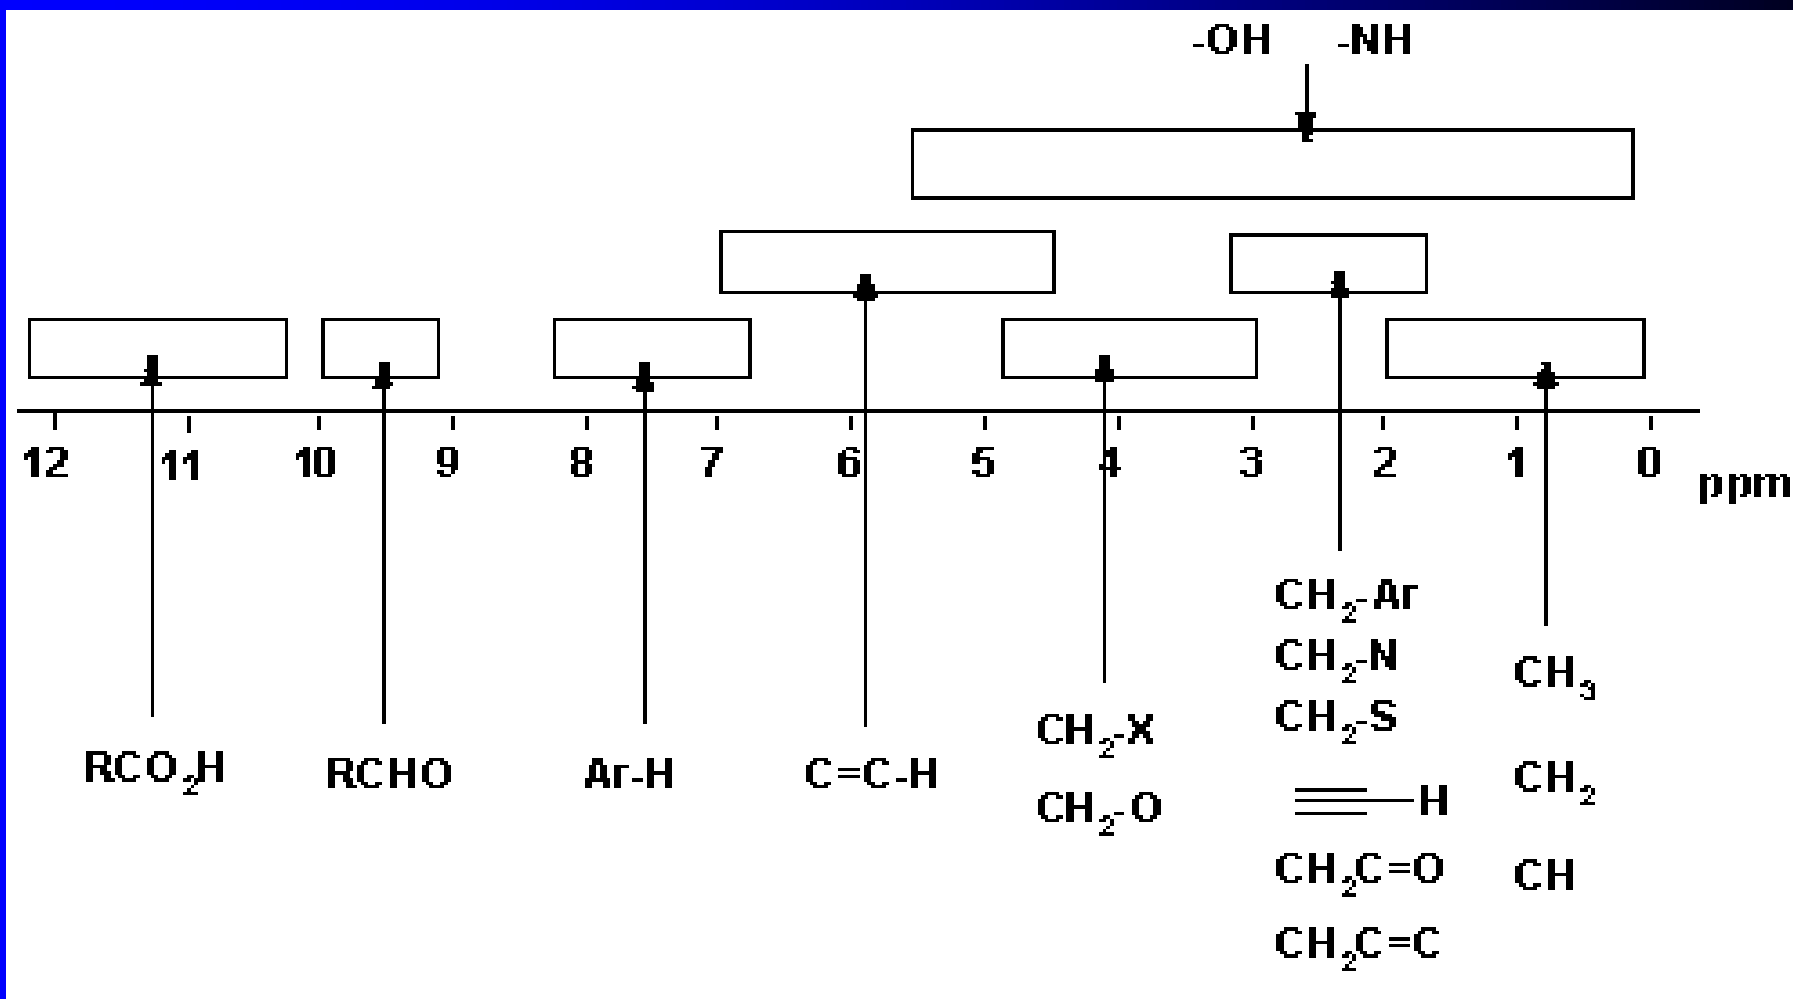 -OH -NH
12 11 10 9 8 7 6 5 4 3 2 1 0 ppm
RCO2H
RCHO
Ar-H
C=C-H
CH2-X
CH2-O
CH2-Ar
CH2-N
CH2-S
≡—H
CH2C=O
CH2C=C
CH3
CH2
CH